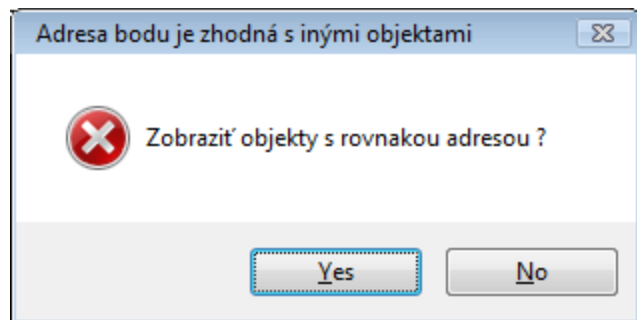 Adresa bodu je zhodná s inými objektami
Zobraziť objekty s rovnakou adresou ?
Yes No